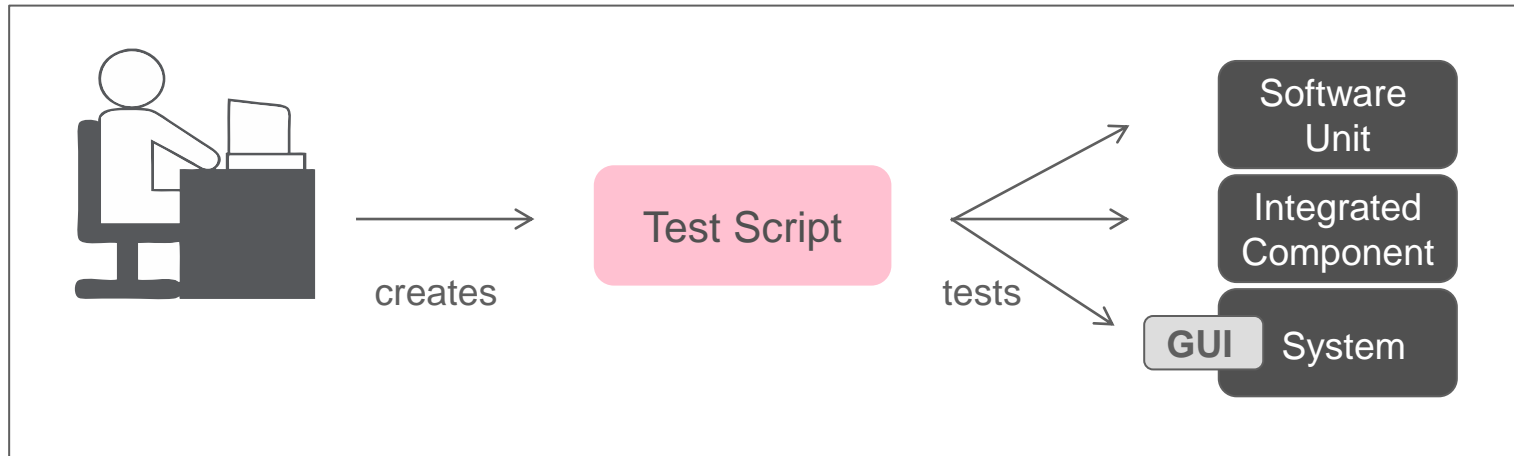 creates
Test Script
tests
Software
Unit
Integrated
Component
GUI
System